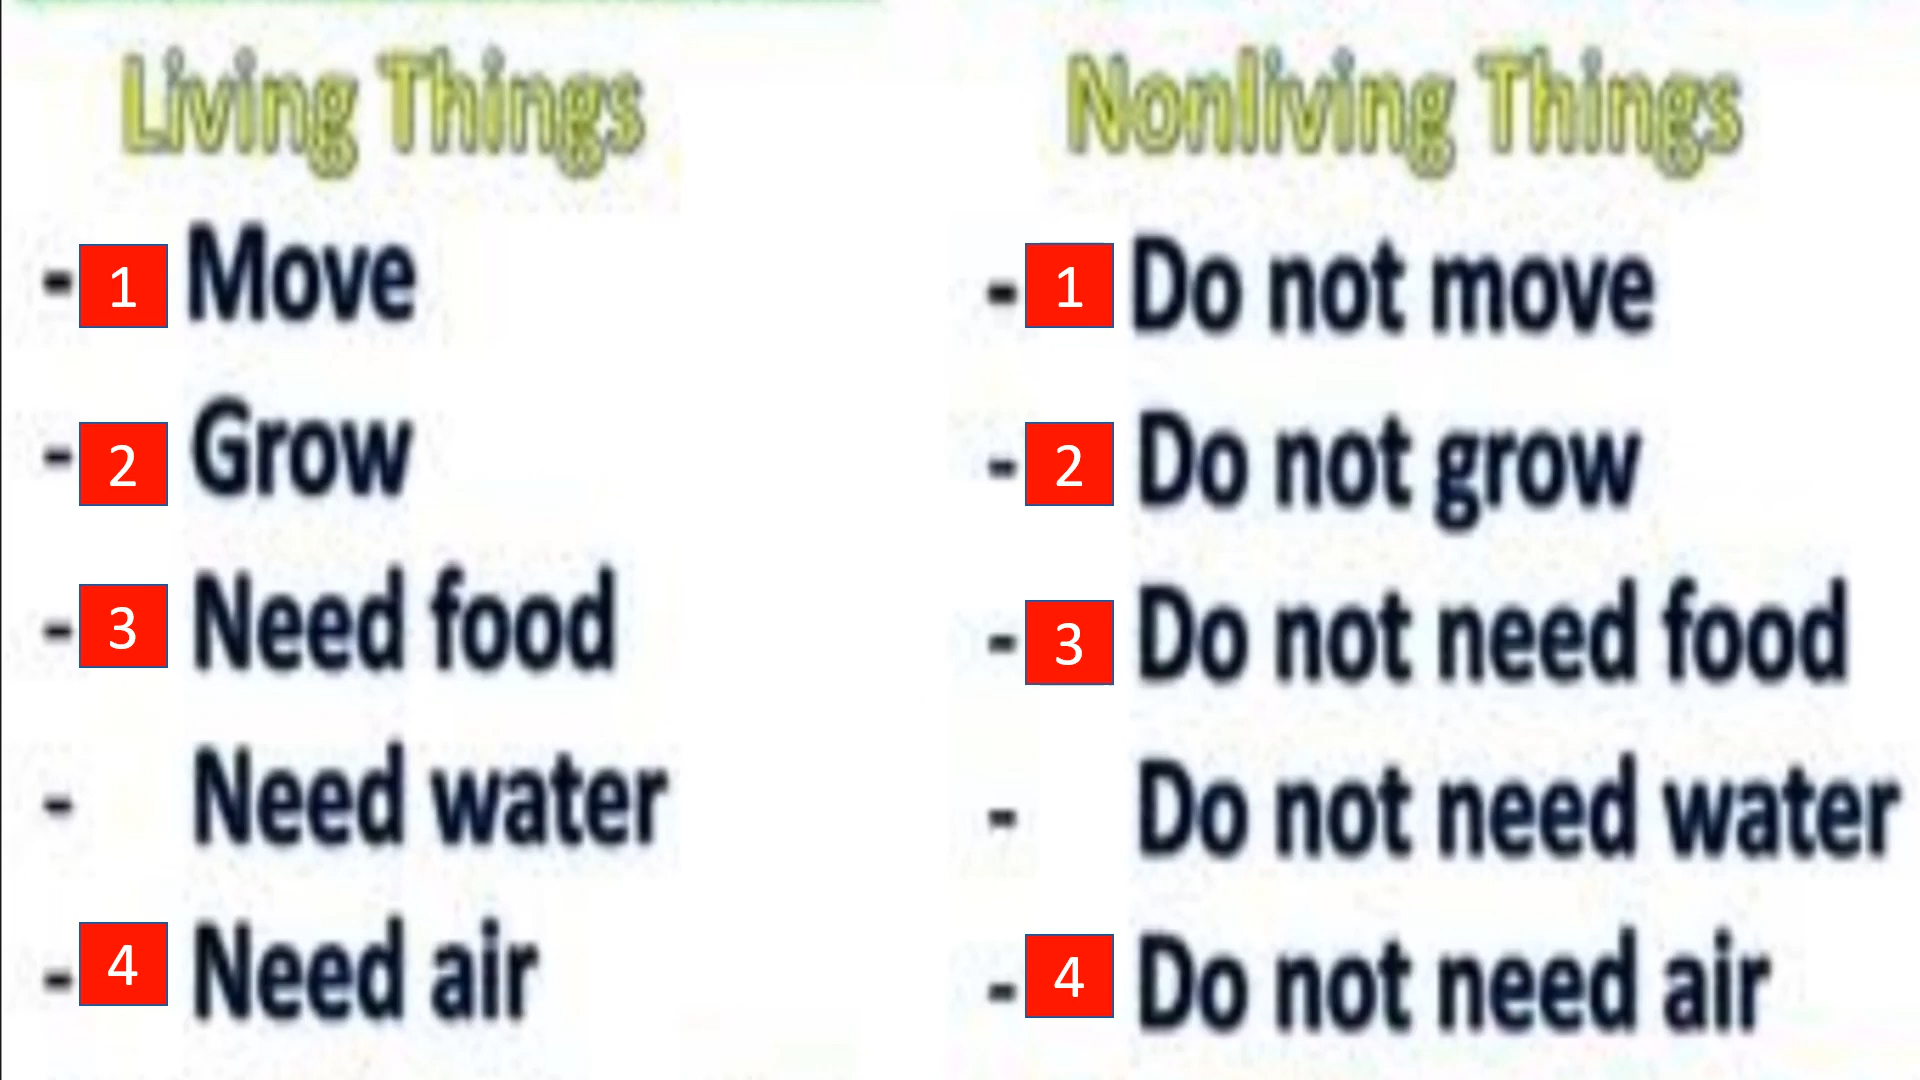 Living Things
- 1 Move
- 2 Grow
- 3 Need food
- Need water
- 4 Need air
Nonliving Things
- 1 Do not move
- 2 Do not grow
- 3 Do not need food
- Do not need water
- 4 Do not need air